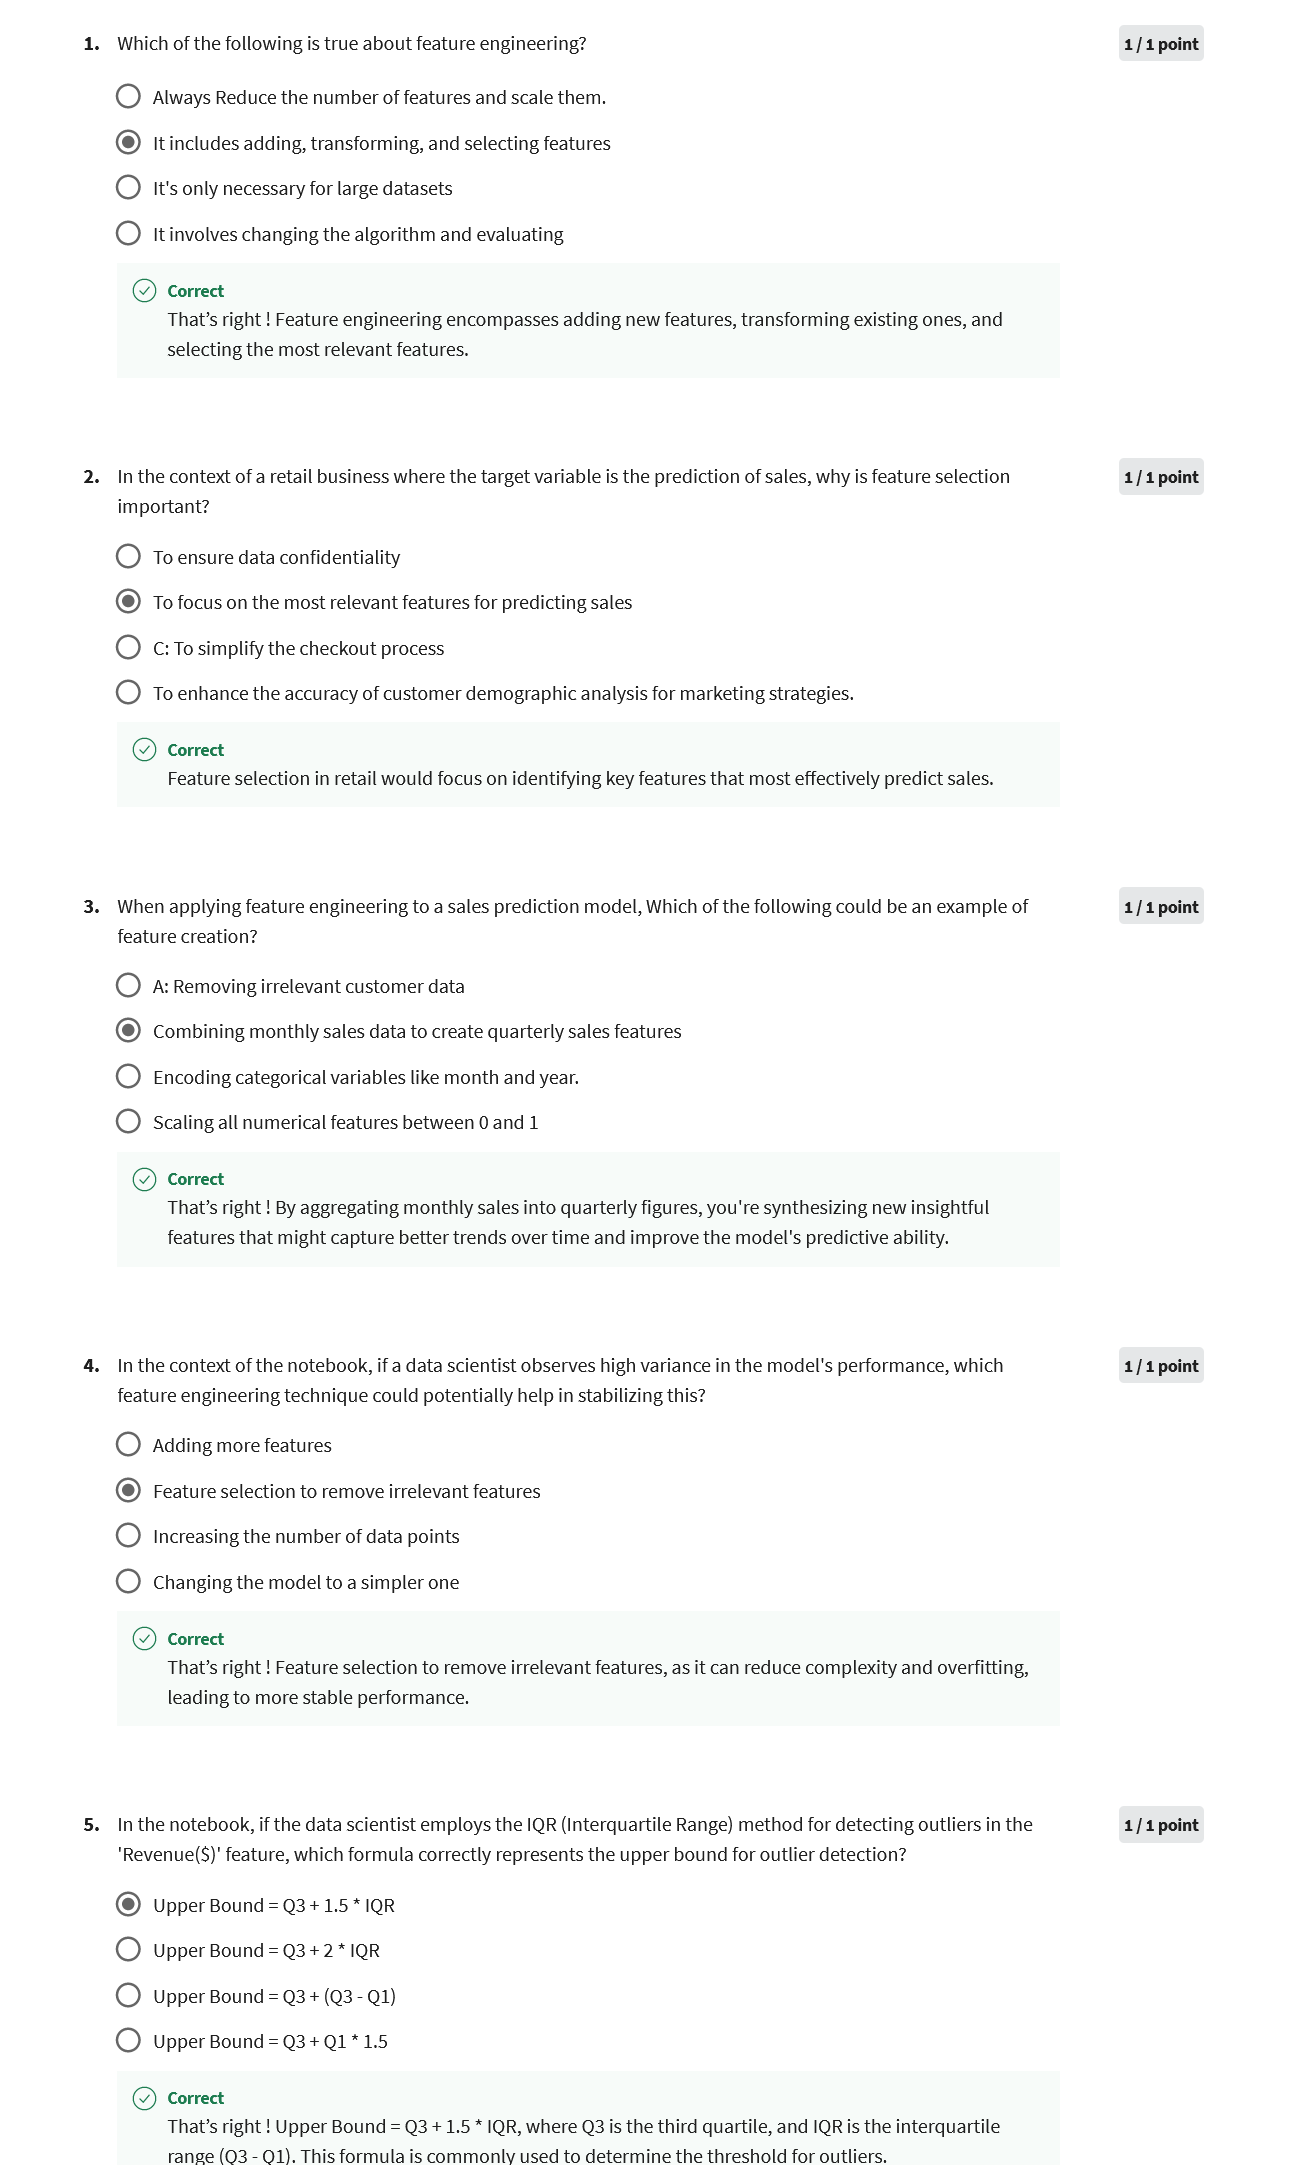 1. Which of the following is true about feature engineering?
1 / 1 point
Always Reduce the number of features and scale them.
It includes adding, transforming, and selecting features
It's only necessary for large datasets
It involves changing the algorithm and evaluating
Correct
That’s right ! Feature engineering encompasses adding new features, transforming existing ones, and
selecting the most relevant features.
2. In the context of a retail business where the target variable is the prediction of sales, why is feature selection
important?
1 / 1 point
To ensure data confidentiality
To focus on the most relevant features for predicting sales
C: To simplify the checkout process
To enhance the accuracy of customer demographic analysis for marketing strategies.
Correct
Feature selection in retail would focus on identifying key features that most effectively predict sales.
3. When applying feature engineering to a sales prediction model, Which of the following could be an example of
feature creation?
1 / 1 point
A: Removing irrelevant customer data
Combining monthly sales data to create quarterly sales features
Encoding categorical variables like month and year.
Scaling all numerical features between 0 and 1
Correct
That’s right ! By aggregating monthly sales into quarterly figures, you're synthesizing new insightful
features that might capture better trends over time and improve the model's predictive ability.
4. In the context of the notebook, if a data scientist observes high variance in the model's performance, which
feature engineering technique could potentially help in stabilizing this?
1 / 1 point
Adding more features
Feature selection to remove irrelevant features
Increasing the number of data points
Changing the model to a simpler one
Correct
That’s right ! Feature selection to remove irrelevant features, as it can reduce complexity and overfitting,
leading to more stable performance.
5. In the notebook, if the data scientist employs the IQR (Interquartile Range) method for detecting outliers in the
'Revenue($)' feature, which formula correctly represents the upper bound for outlier detection?
1 / 1 point
Upper Bound = Q3 + 1.5 * IQR
Upper Bound = Q3 + 2 * IQR
Upper Bound = Q3 + (Q3 - Q1)
Upper Bound = Q3 + Q1 * 1.5
Correct
That’s right ! Upper Bound = Q3 + 1.5 * IQR, where Q3 is the third quartile, and IQR is the interquartile
range (Q3 - Q1). This formula is commonly used to determine the threshold for outliers.